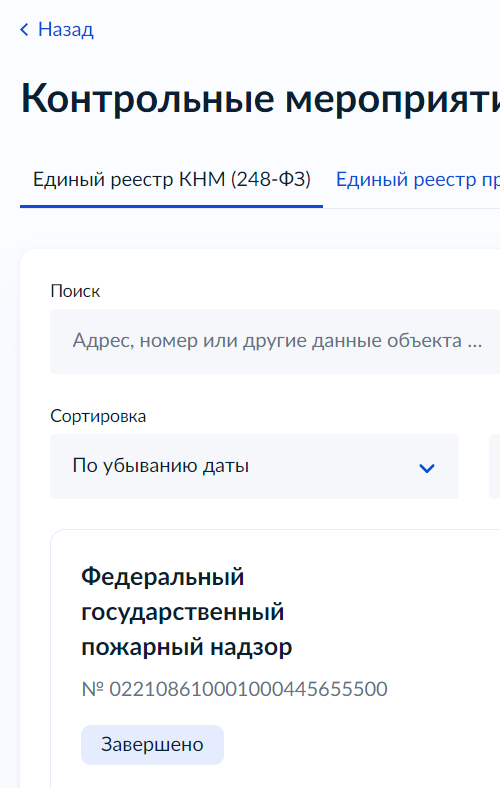 Назад
Контрольные мероприяти
Единый реестр КНМ (248-ФЗ) Единый реестр пр
Поиск
Адрес, номер или другие данные объекта ...
Сортировка
По убыванию даты
Федеральный
государственный
пожарный надзор
№ 022108610001000445655500
Завершено